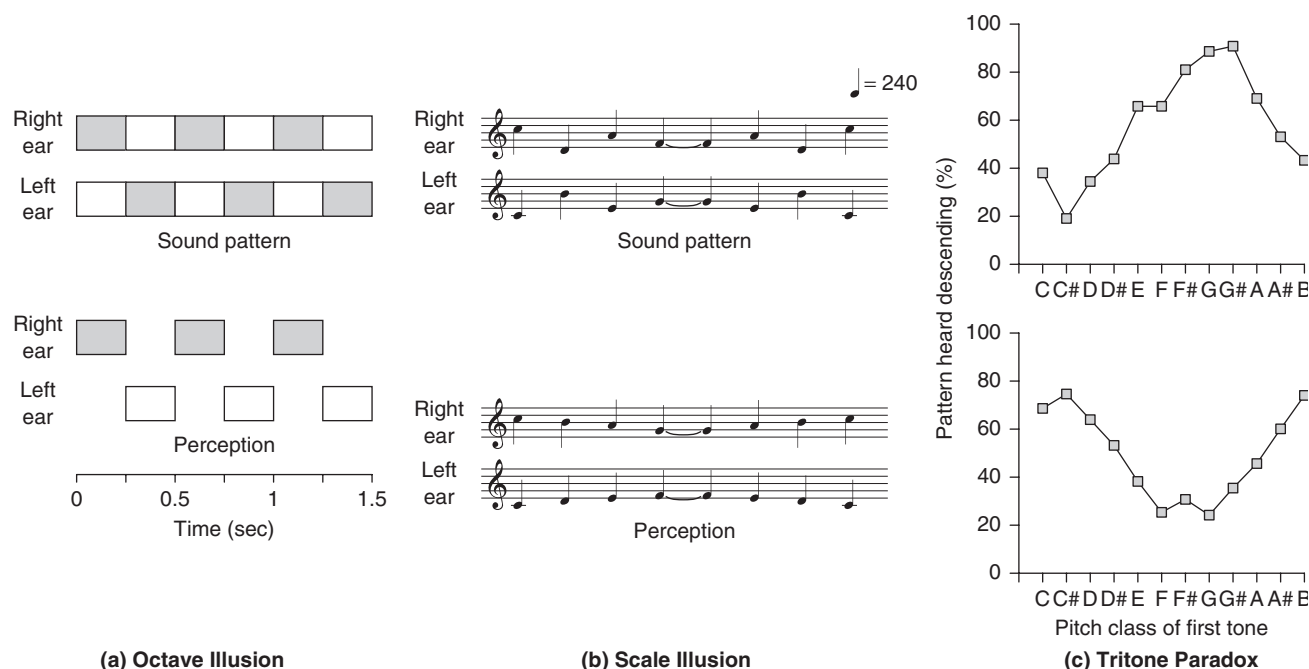 Right
ear
Left
ear
Sound pattern
Right
ear
Left
ear
Perception
0 0.5 1 1.5
Time (sec)
(a) Octave Illusion
= 240
Right
ear
Left
ear
Sound pattern
Right
ear
Left
ear
Perception
(b) Scale Illusion
Pattern heard descending (%)
100
80
60
40
20
0
C C# D D# E F F# G G# A A# B
100
80
60
40
20
0
C C# D D# E F F# G G# A A# B
Pitch class of first tone
(c) Tritone Paradox